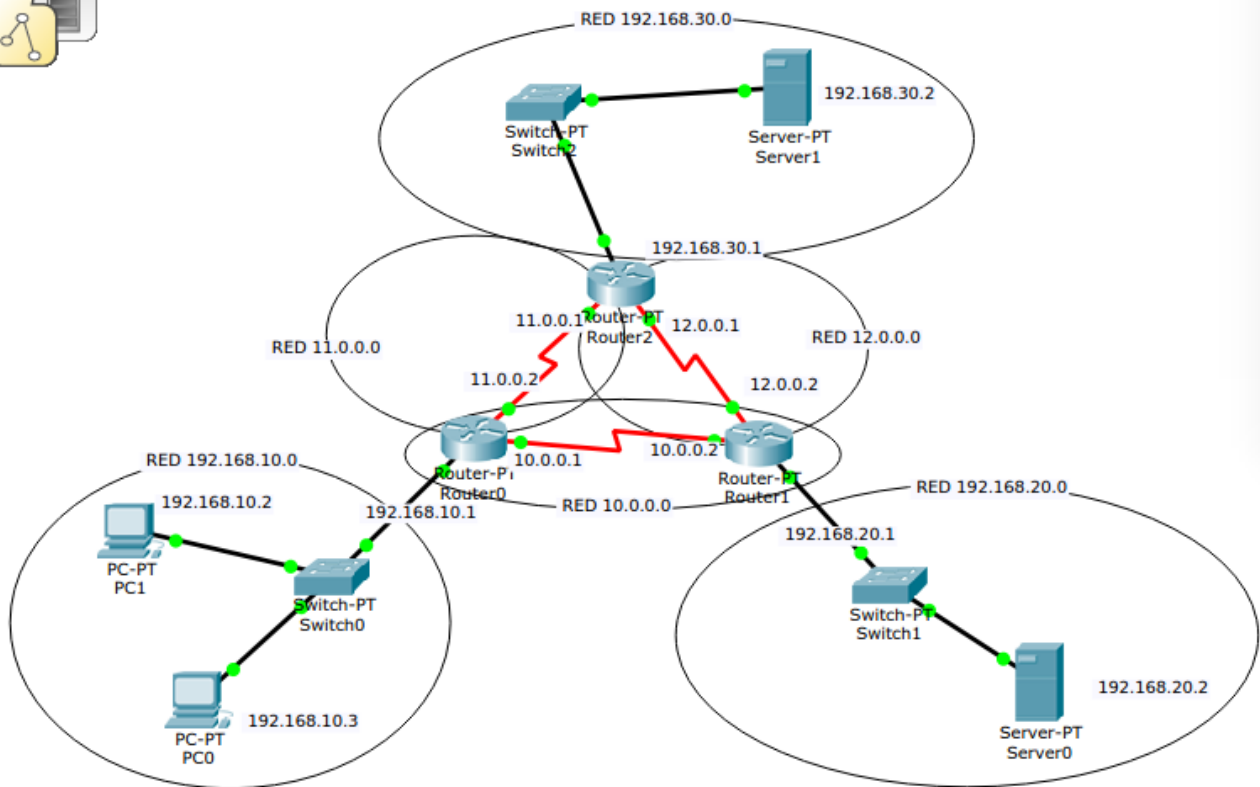 RED 192.168.30.0
192.168.30.2
Switch-PT
Switch2
Server-PT
Server1
192.168.30.1
Router-PT
Router2
11.0.0.1
12.0.0.1
RED 11.0.0.0
RED 12.0.0.0
11.0.0.2
12.0.0.2
10.0.0.1
10.0.0.2
Router-PT
Router0
Router-PT
Router1
RED 10.0.0.0
RED 192.168.10.0
192.168.10.2
192.168.10.1
PC-PT
PC1
Switch-PT
Switch0
192.168.10.3
PC-PT
PC0
RED 192.168.20.0
192.168.20.1
Switch-PT
Switch1
192.168.20.2
Server-PT
Server0